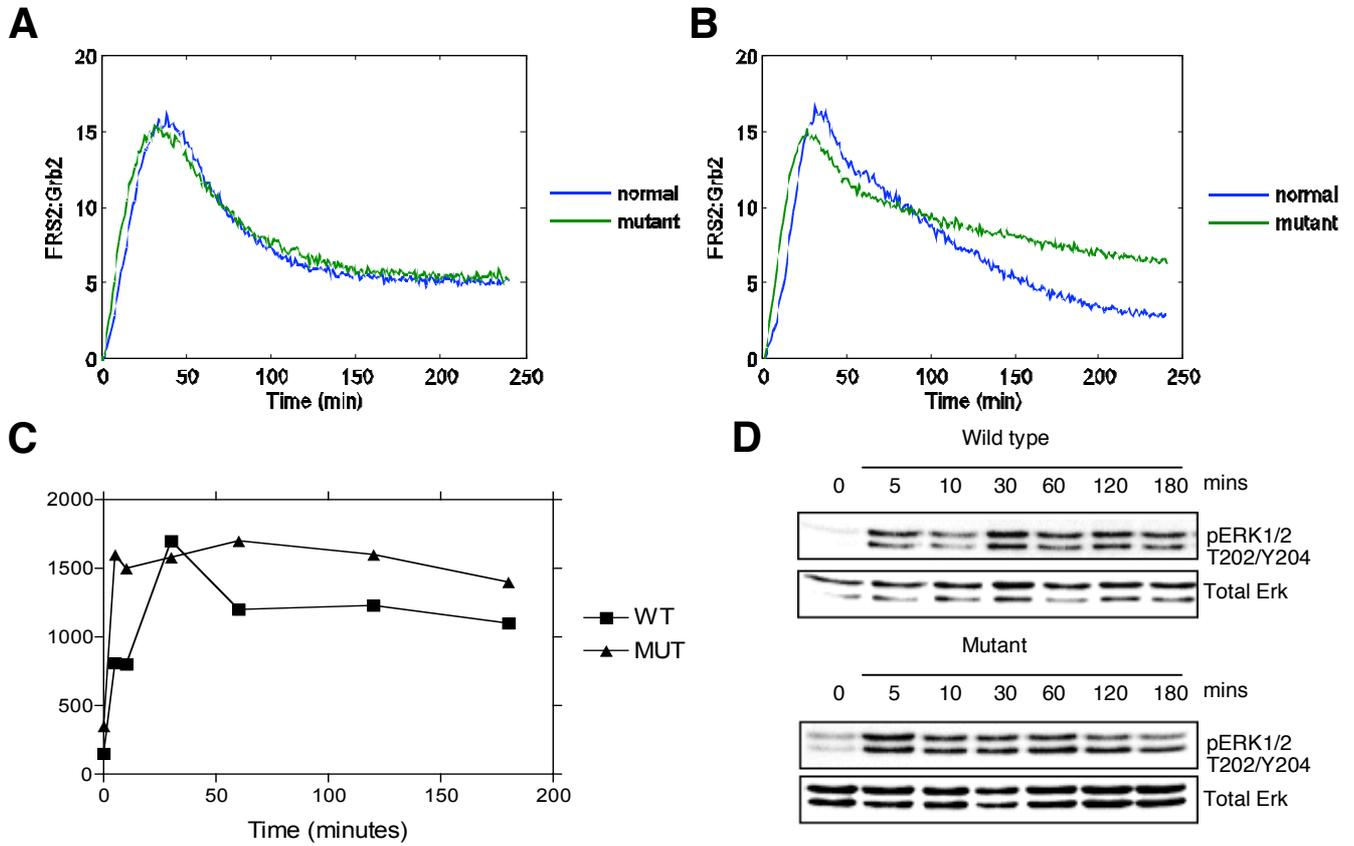 A
20
15
10
5
0
FRS2:Grb2
0 50 100 150 200 250
Time (min)
normal
mutant
B
20
15
10
5
0
FRS2:Grb2
0 50 100 150 200 250
Time (min)
normal
mutant
C
2000
1500
1000
500
0
0 50 100 150 200
Time (minutes)
WT
MUT
D
Wild type
0 5 10 30 60 120 180 mins
pERK1/2
T202/Y204
Total Erk
Mutant
0 5 10 30 60 120 180 mins
pERK1/2
T202/Y204
Total Erk